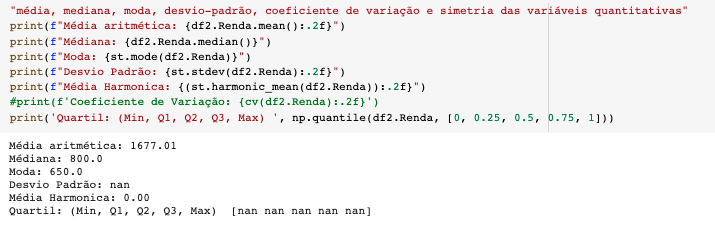 "média, mediana, moda, desvio-padrão, coeficiente de variação e simetria das variáveis quantitativas"
print(f"Média aritmética: {df2.Renda.mean():.2f}")
print(f"Médiana: {df2.Renda.median()}")
print(f"Moda: {st.mode(df2.Renda)}")
print(f"Desvio Padrão: {st.stdev(df2.Renda):.2f}")
print(f"Média Harmonica: {(st.harmonic_mean(df2.Renda)):.2f}")
#print(f'Coeficiente de Variação: {cv(df2.Renda):.2f}')
print('Quartil: (Min, Q1, Q2, Q3, Max) ', np.quantile(df2.Renda, [0, 0.25, 0.5, 0.75, 1]))
Média aritmética: 1677.01
Médiana: 800.0
Moda: 650.0
Desvio Padrão: nan
Média Harmonica: 0.00
Quartil: (Min, Q1, Q2, Q3, Max)  [nan nan nan nan nan]